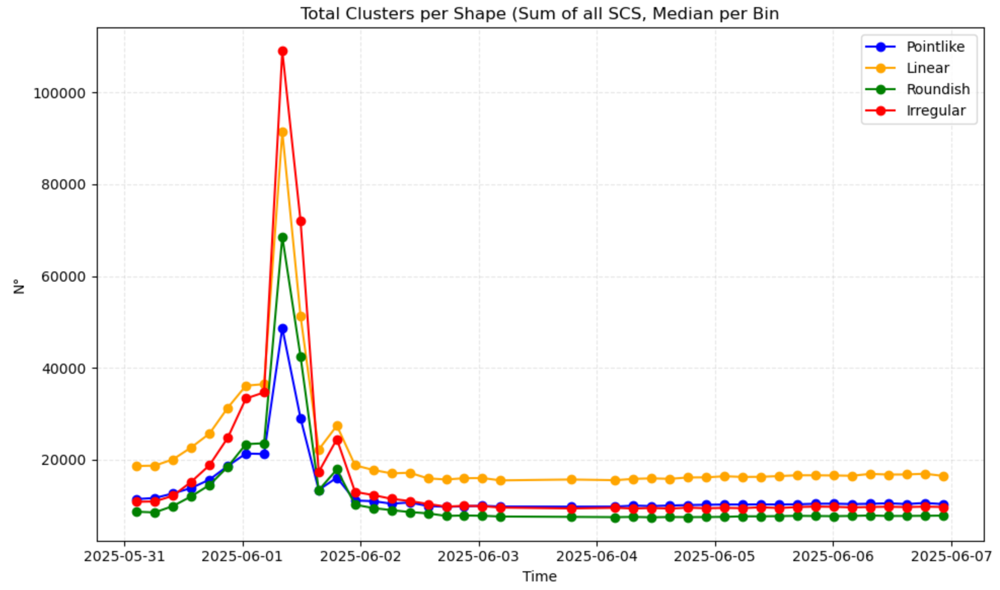 Total Clusters per Shape (Sum of all SCS, Median per Bin
Pointlike
Linear
Roundish
Irregular
100000
80000
60000
40000
20000
N°
2025-05-31 2025-06-01 2025-06-02 2025-06-03 2025-06-04 2025-06-05 2025-06-06 2025-06-07
Time